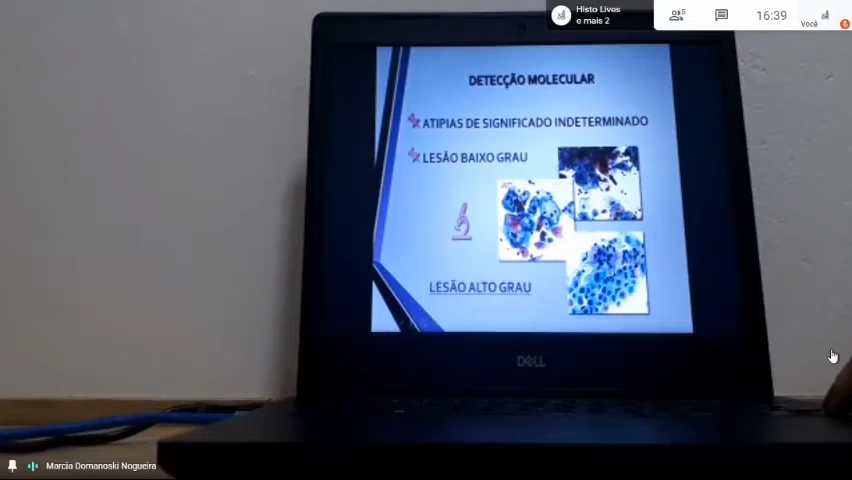 Histo Lives
e mais 2
5
16:39
Você
DETECÇÃO MOLECULAR
ATIPIAS DE SIGNIFICADO INDETERMINADO
LESÃO BAIXO GRAU
LESÃO ALTO GRAU
DELL
Marcia Domanoski Nogueira